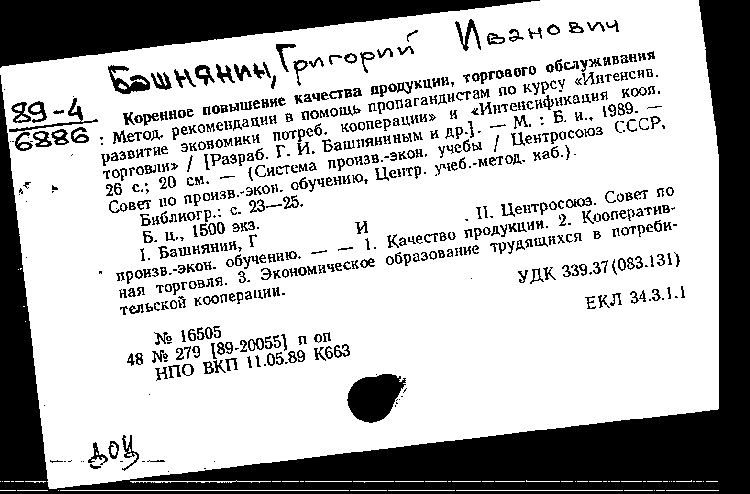 Башнянин, Григорий Иванович
89-4
6886
Коренное повышение качества продукции, торгового обслуживания
: Метод. рекомендации в помощь пропагандистам по курсу «Интенсив.
развитие экономики потреб. кооперации» и «Интенсификация кооп.
торговли» / [Разраб. Г. И. Башняниным и др.]. — М. : Б. и., 1989. —
26 с.; 20 см. — (Система произв.-экон. учебы / Центросоюз СССР,
Совет по произв.-экон. обучению, Центр. учеб.-метод. каб.).
Библиогр.: с. 23—25.
Б. ц., 1500 экз.
I. Башнянин, Г И . II. Центросоюз. Совет по
произв.-экон. обучению. — — 1. Качество продукции. 2. Кооператив-
ная торговля. 3. Экономическое образование трудящихся в потреби-
тельской кооперации.
УДК 339.37(083.131)
ЕКЛ 34.3.1.1
№ 16505
48 № 279 [89-20055] п оп
НПО ВКП 11.05.89 К663
доц